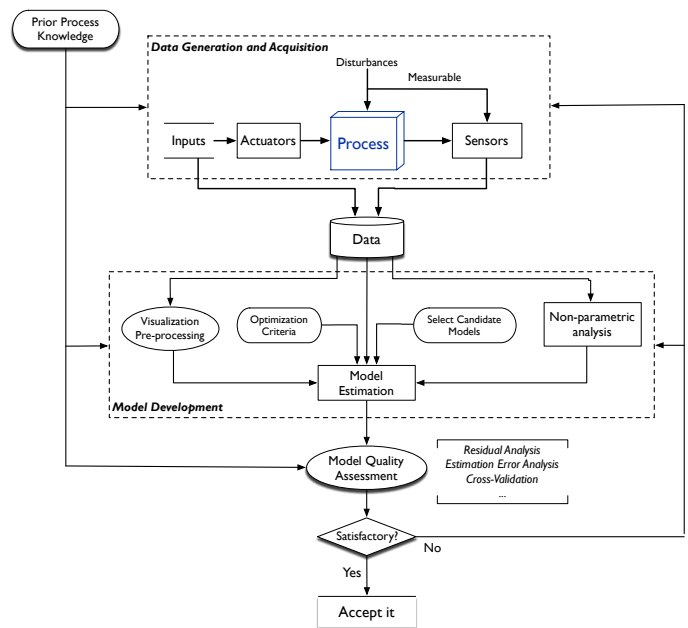 Prior Process
Knowledge
Data Generation and Acquisition
Disturbances
Measurable
Inputs
Actuators
Process
Sensors
Data
Visualization
Pre-processing
Optimization
Criteria
Select Candidate
Models
Non-parametric
analysis
Model
Estimation
Model Development
Model Quality
Assessment
Residual Analysis
Estimation Error Analysis
Cross-Validation
...
Satisfactory?
No
Yes
Accept it